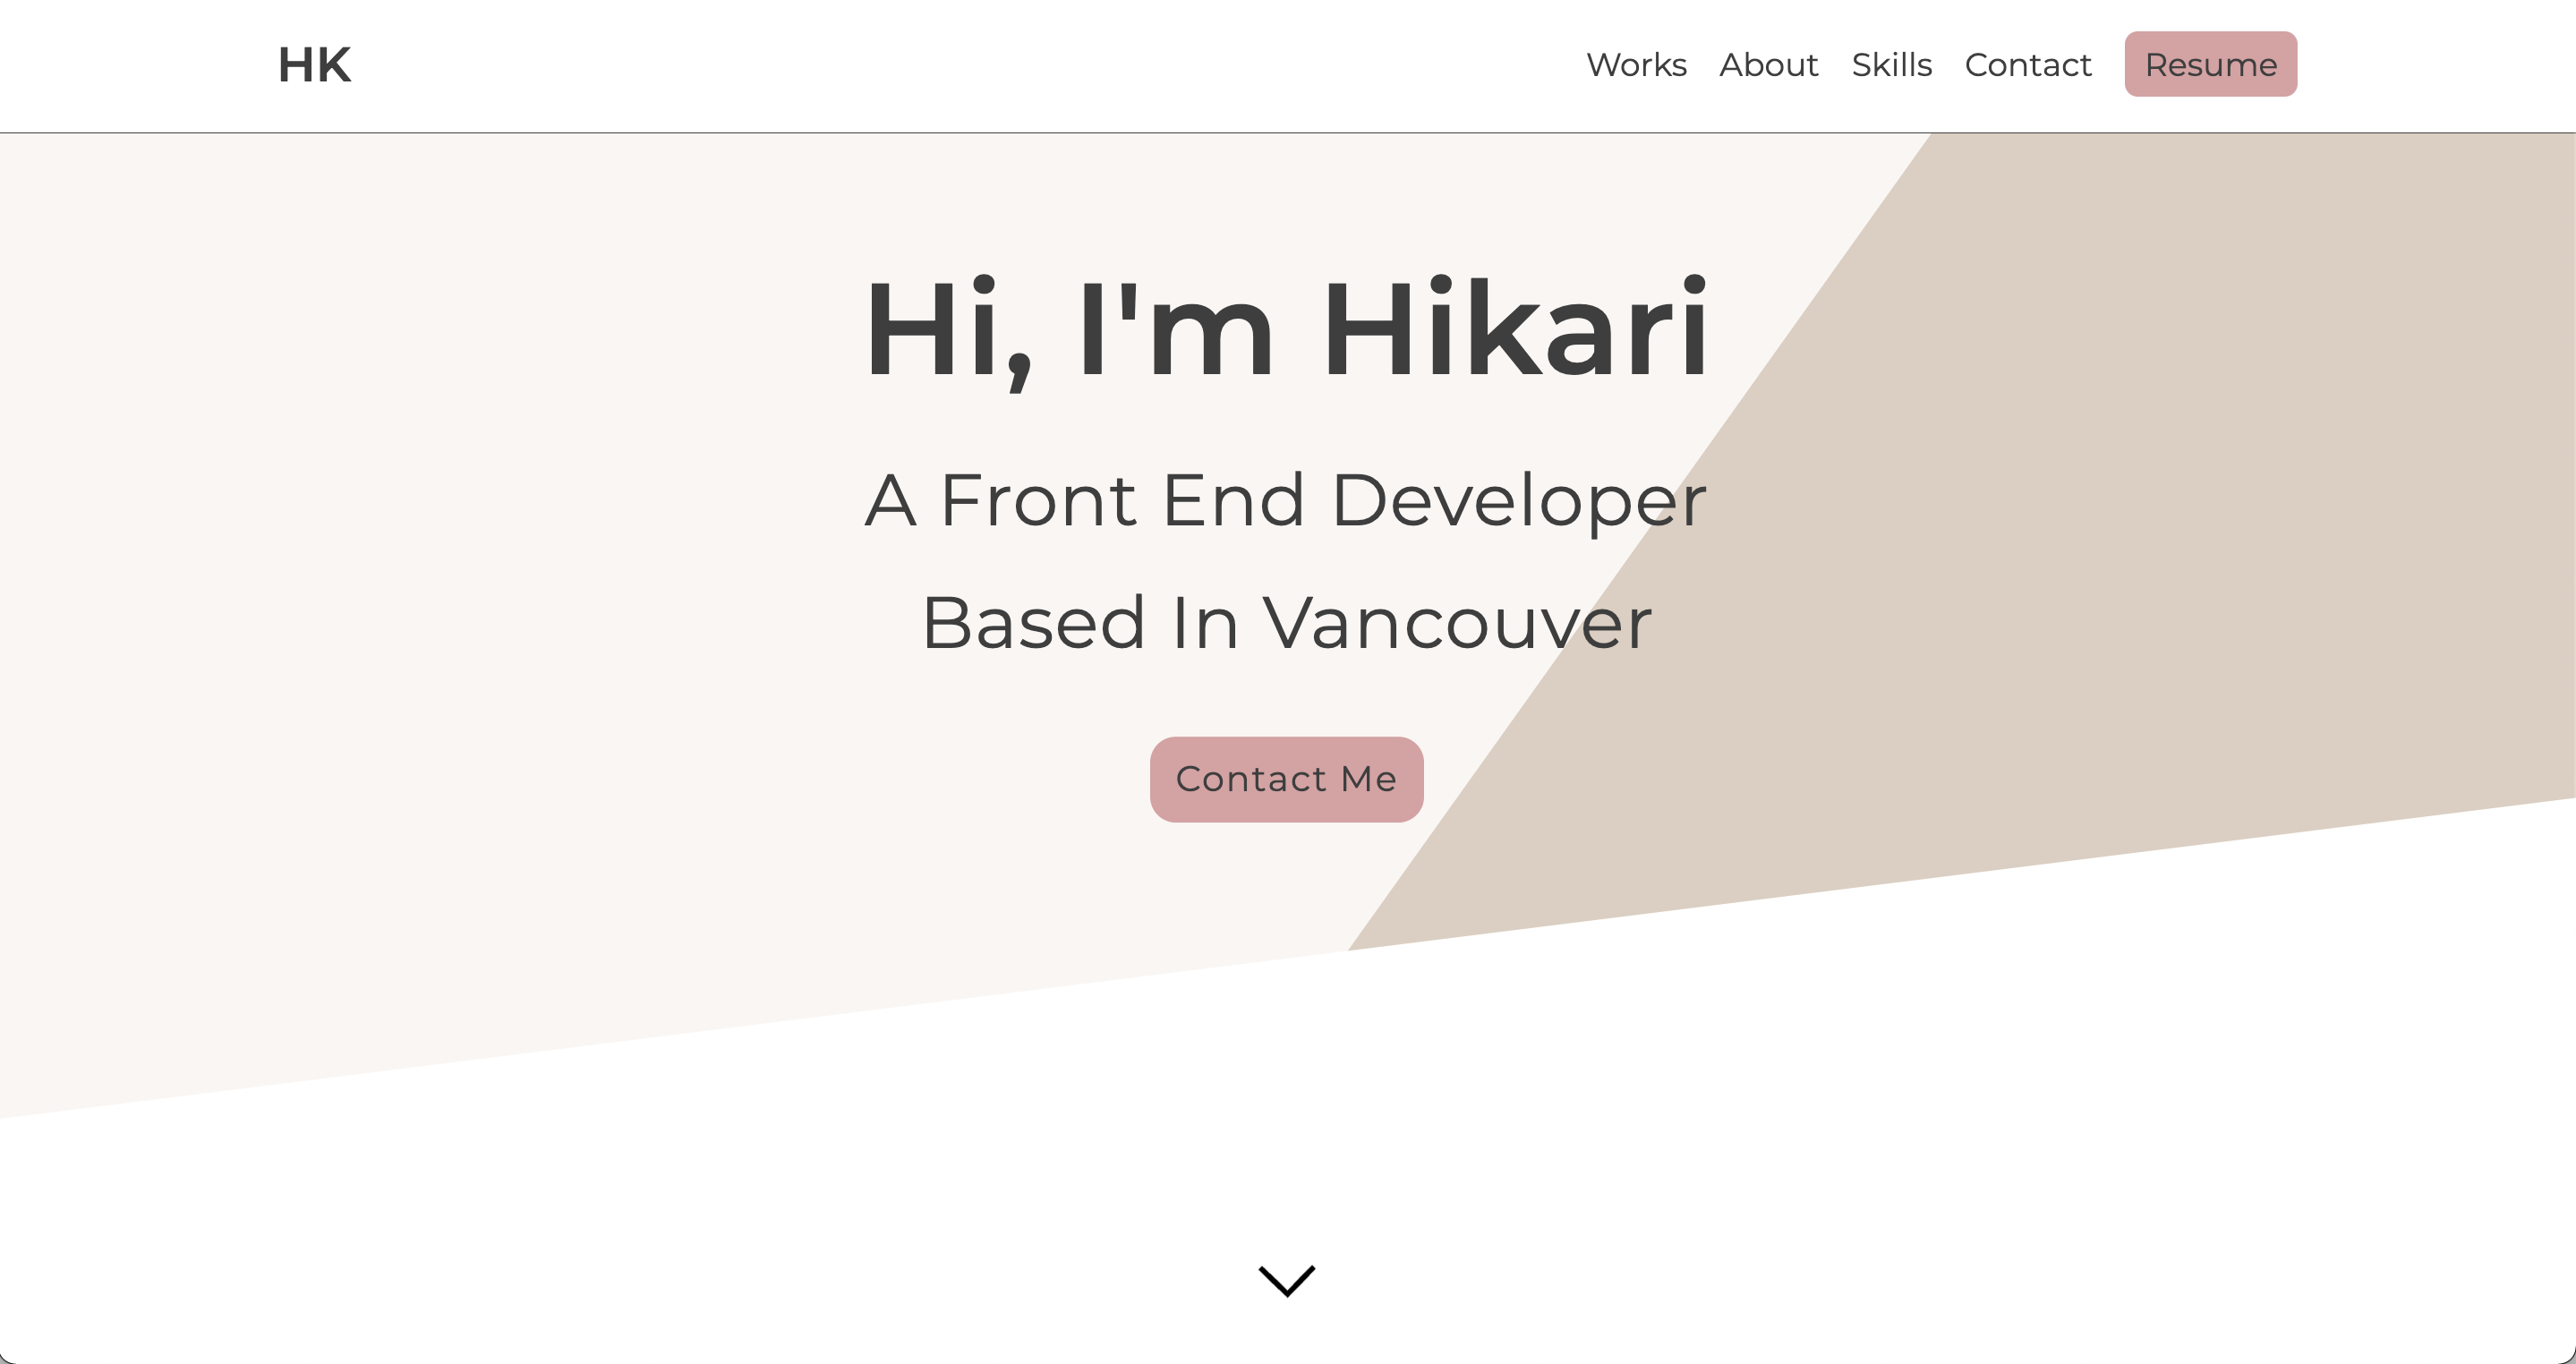 HK
Works About Skills Contact Resume
Hi, I'm Hikari
A Front End Developer
Based In Vancouver
Contact Me